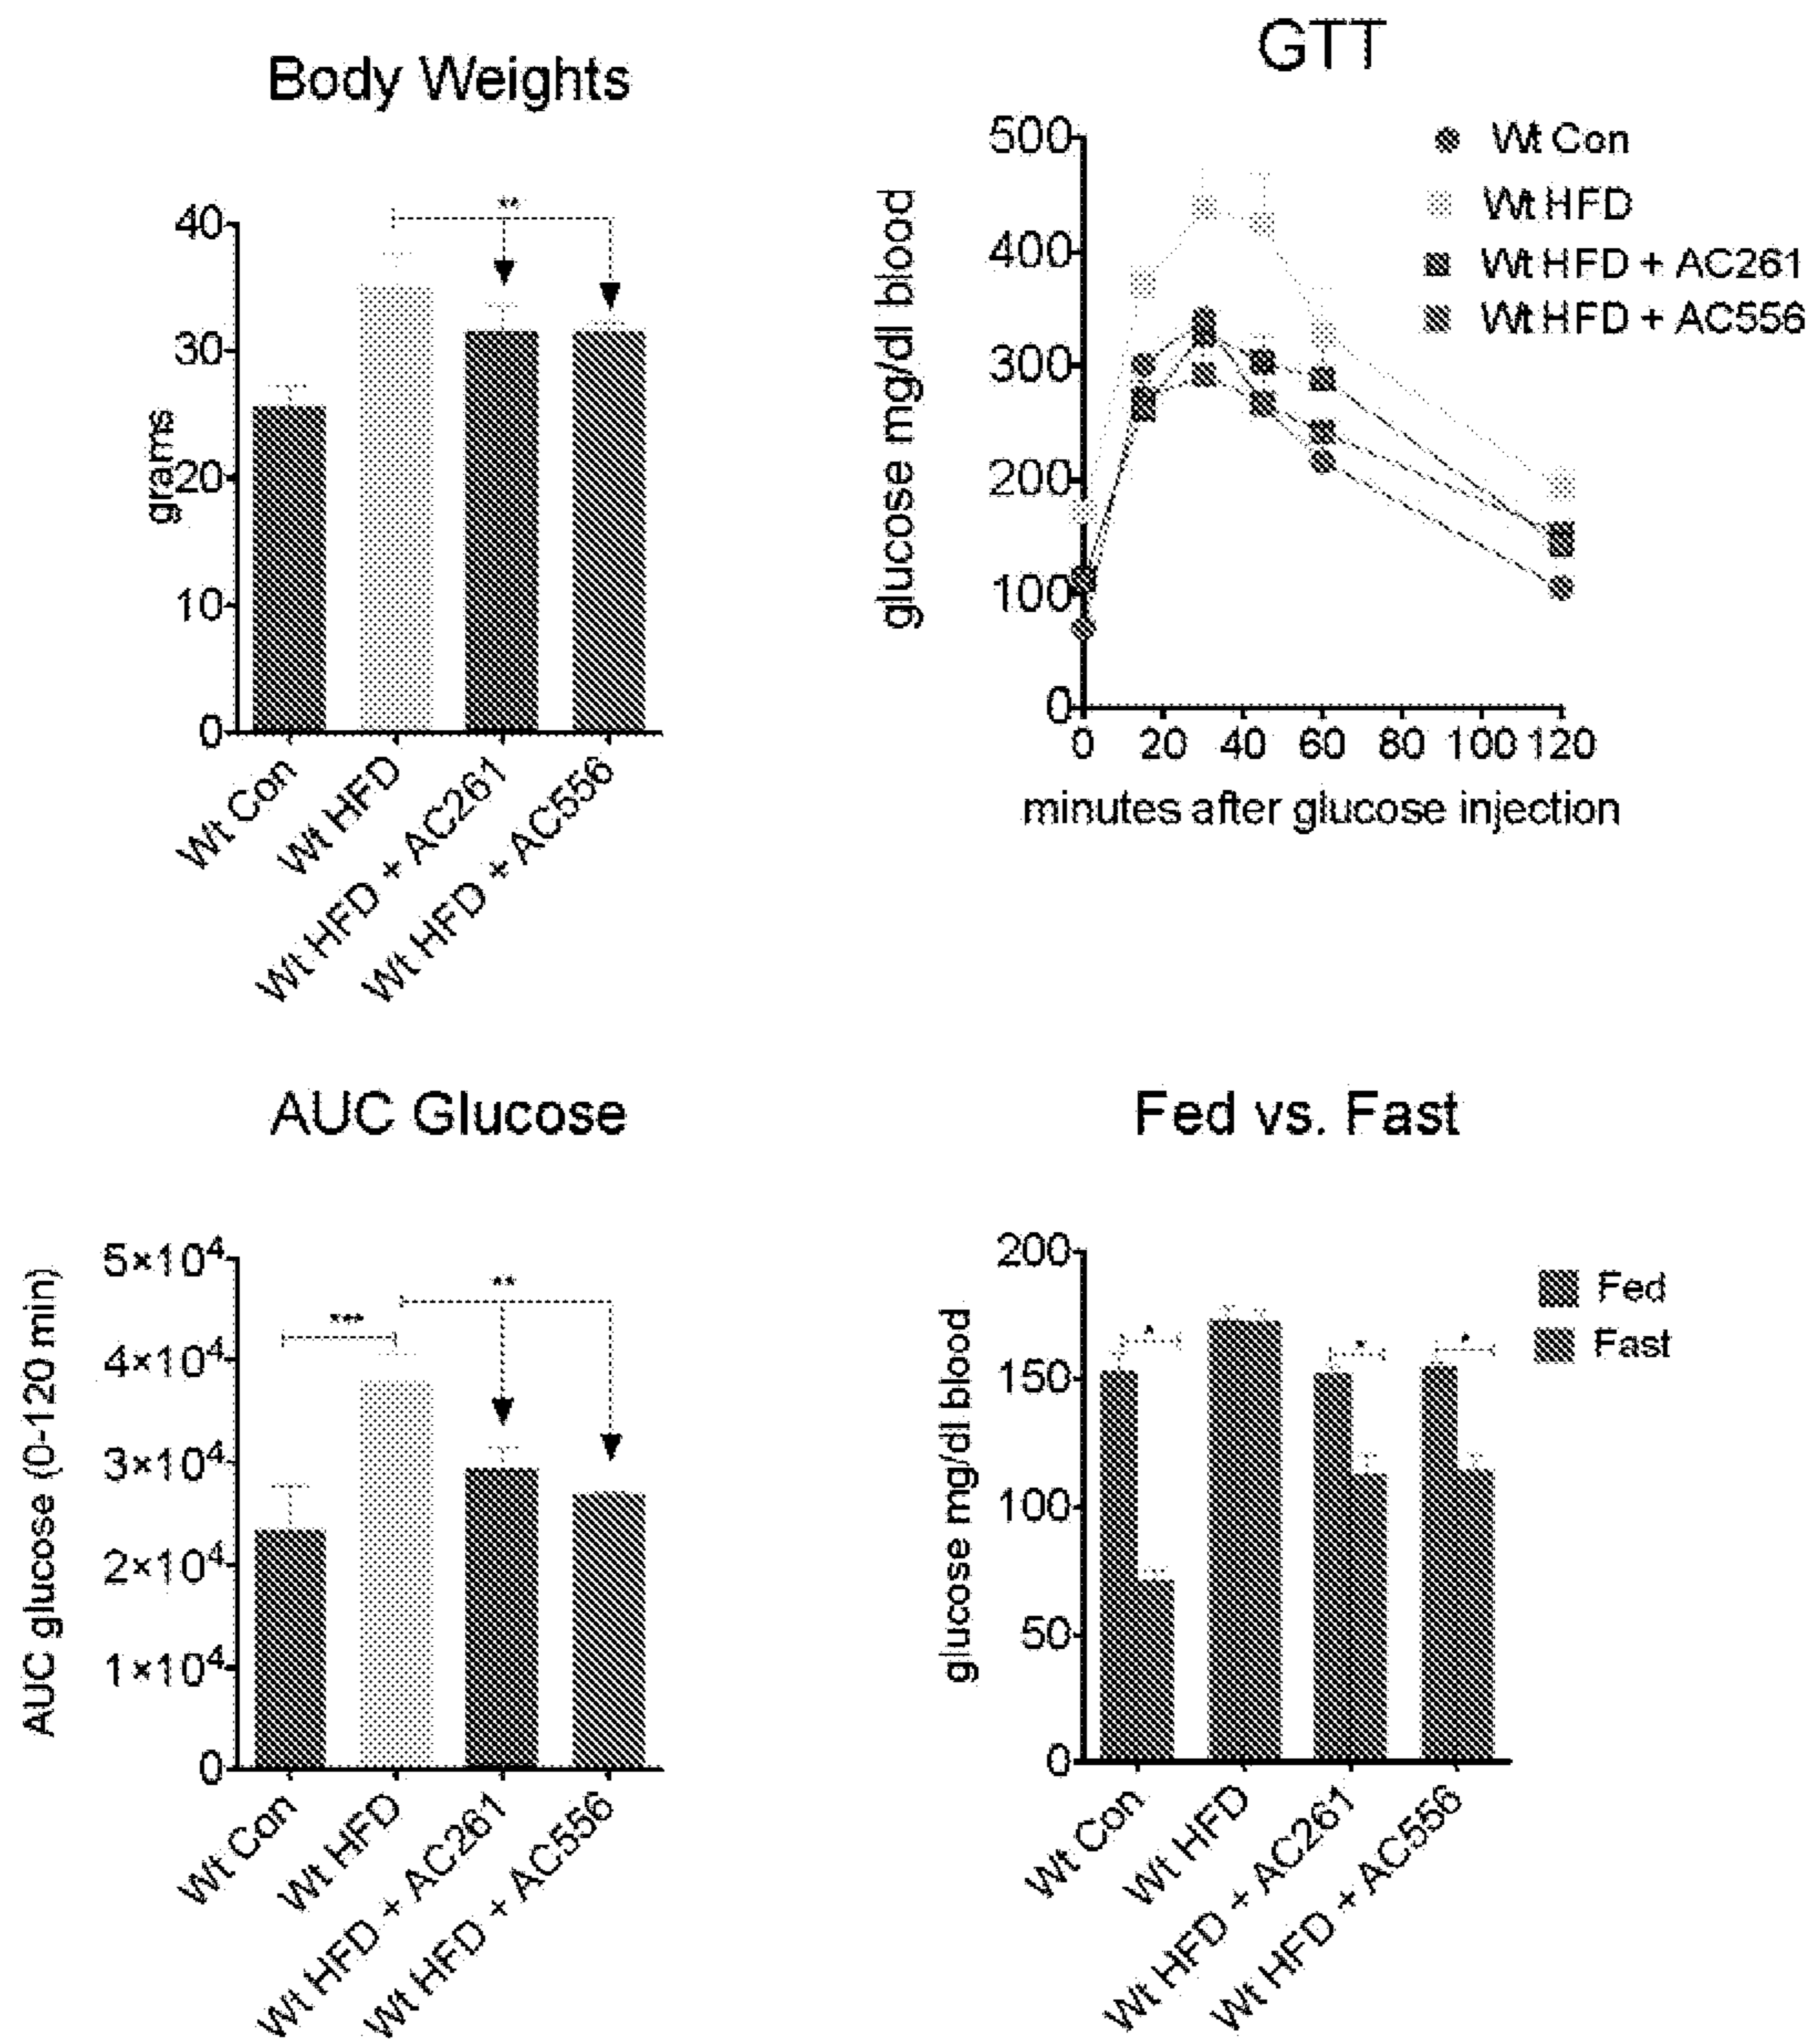 Body Weights
grams
40
30
20
10
0
**
Wt Con
Wt HFD
Wt HFD + AC261
Wt HFD + AC556
GTT
glucose mg/dl blood
500
400
300
200
100
0
0 20 40 60 80 100 120
minutes after glucose injection
Wt Con
Wt HFD
Wt HFD + AC261
Wt HFD + AC556
AUC Glucose
AUC glucose (0-120 min)
5×10⁴
4×10⁴
3×10⁴
2×10⁴
1×10⁴
0
***
**
Wt Con
Wt HFD
Wt HFD + AC261
Wt HFD + AC556
Fed vs. Fast
glucose mg/dl blood
200
150
100
50
0
* * *
Fed
Fast
Wt Con
Wt HFD
Wt HFD + AC261
Wt HFD + AC556